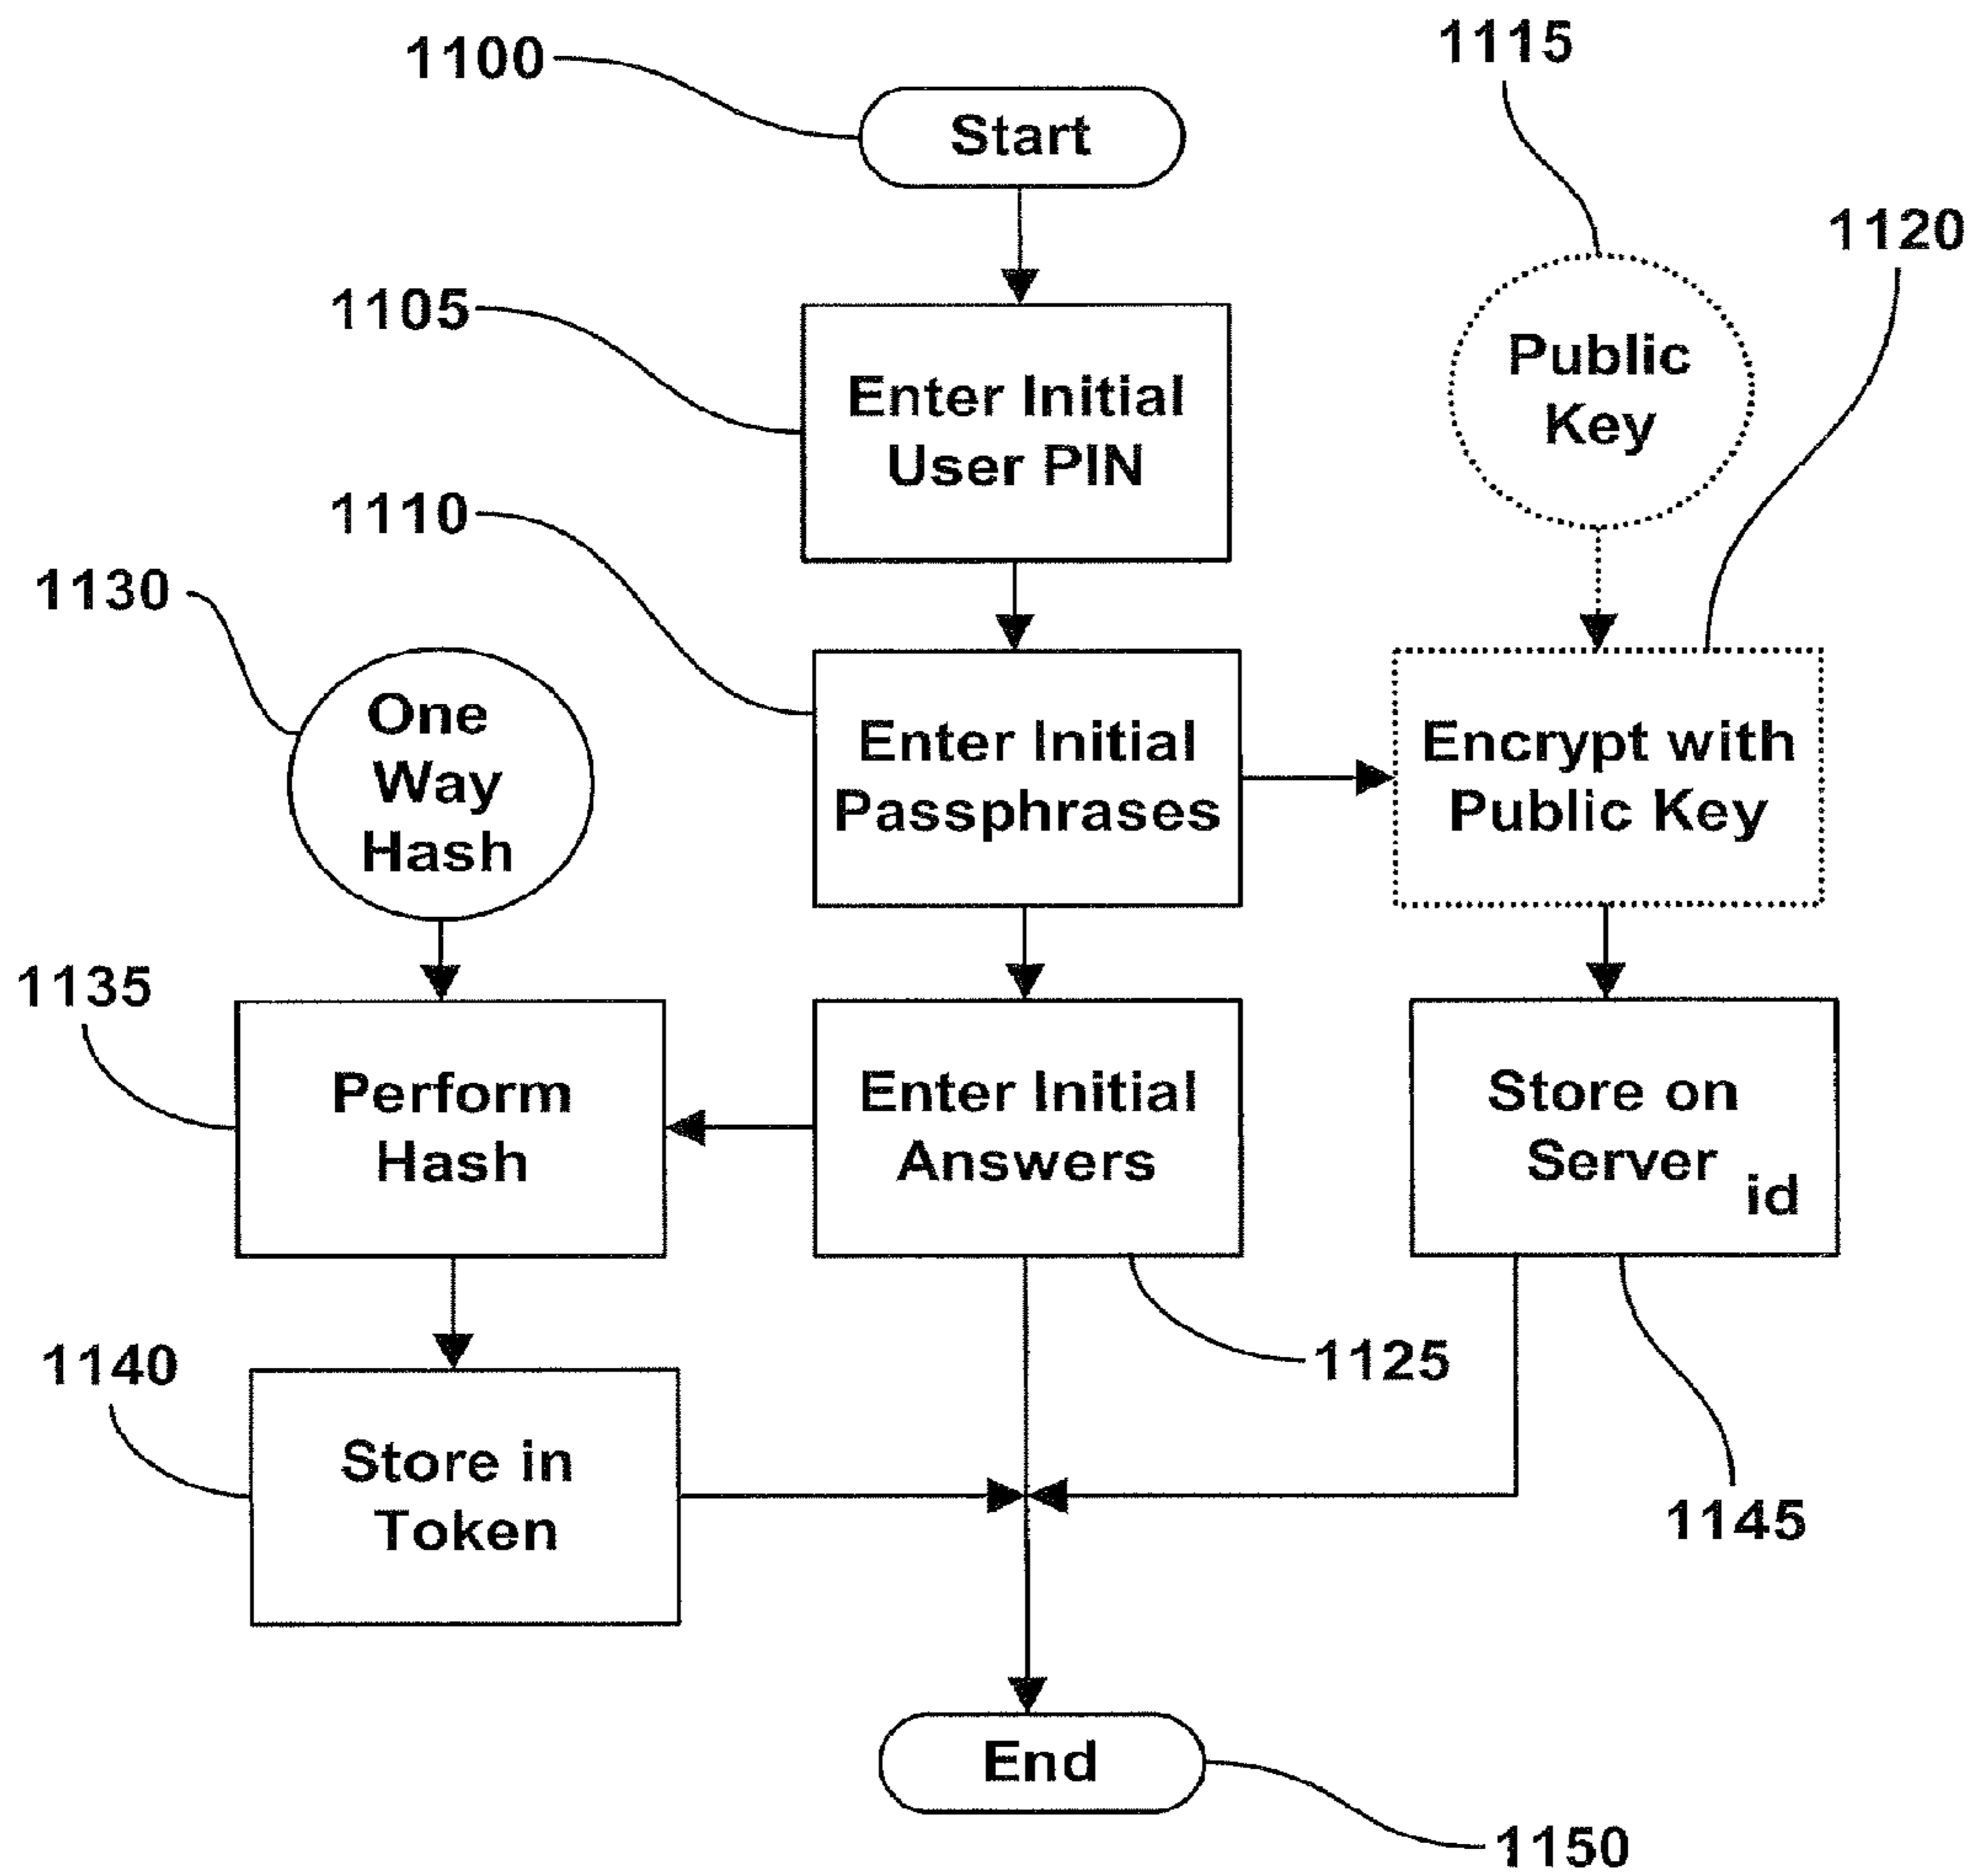 1100
1115
Start
1120
1105
Public
Key
Enter Initial
User PIN
1110
1130
One
Way
Hash
Enter Initial
Passphrases
Encrypt with
Public Key
1135
Perform
Hash
Enter Initial
Answers
Store on
Server
id
1140
1125
Store in
Token
1145
End
1150